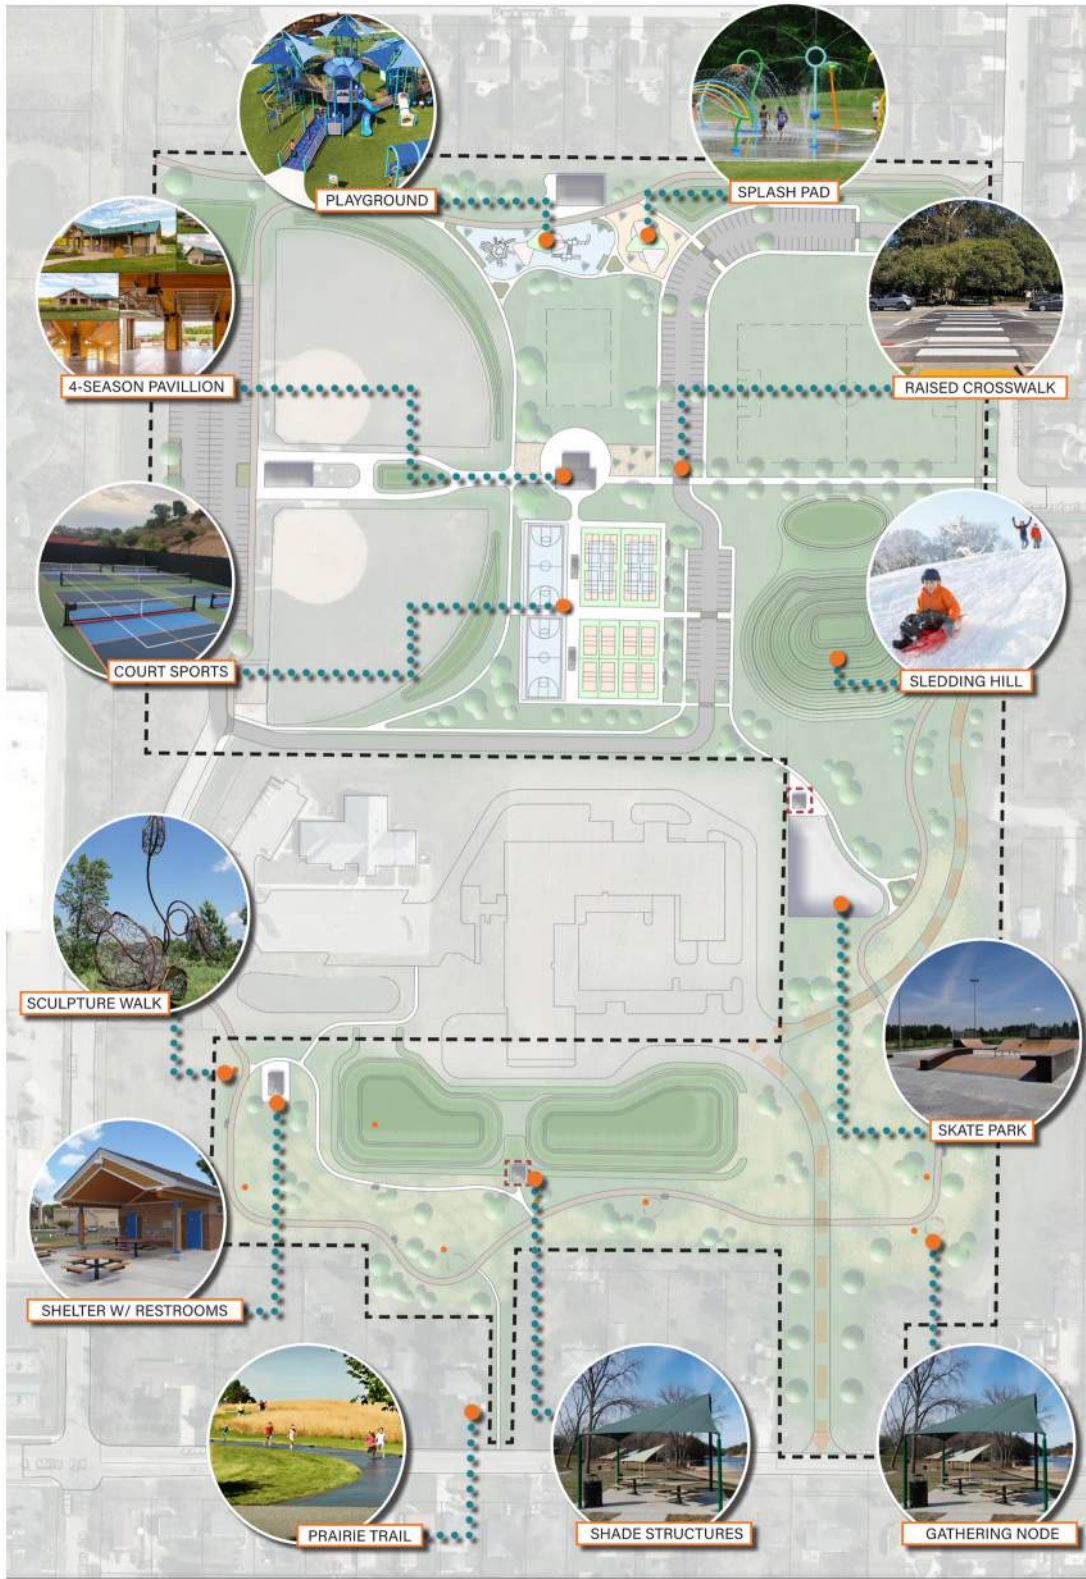 PLAYGROUND
SPLASH PAD
4-SEASON PAVILLION
RAISED CROSSWALK
COURT SPORTS
SLEDDING HILL
SCULPTURE WALK
SKATE PARK
SHELTER W/ RESTROOMS
PRAIRIE TRAIL
SHADE STRUCTURES
GATHERING NODE